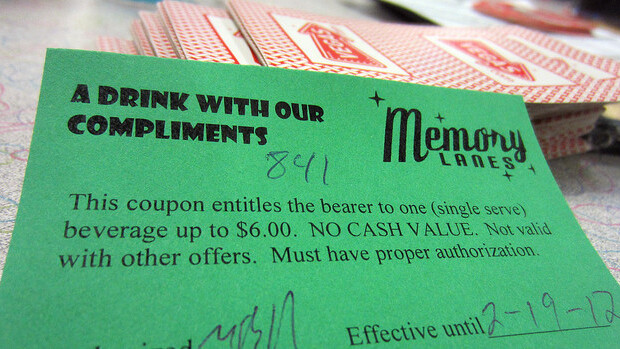 A DRINK WITH OUR
COMPLIMENTS
Memory
LANES
841
This coupon entitles the bearer to one (single serve)
beverage up to $6.00. NO CASH VALUE. Not valid
with other offers. Must have proper authorization.
Effective until 2-19-12